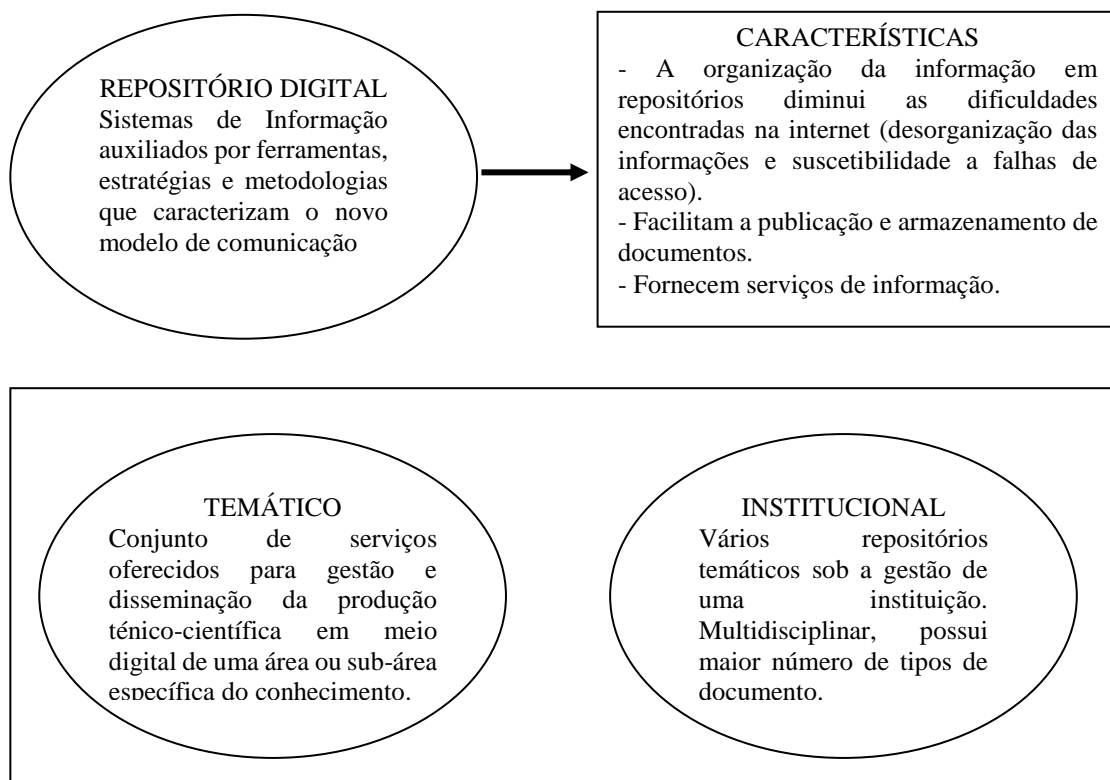 REPOSITÓRIO DIGITAL
Sistemas de Informação
auxiliados por ferramentas,
estratégias e metodologias
que caracterizam o novo
modelo de comunicação
CARACTERÍSTICAS
- A organização da informação em
repositórios diminui as dificuldades
encontradas na internet (desorganização das
informações e suscetibilidade a falhas de
acesso).
- Facilitam a publicação e armazenamento de
documentos.
- Fornecem serviços de informação.
TEMÁTICO
Conjunto de serviços
oferecidos para gestão e
disseminação da produção
ténico-científica em meio
digital de uma área ou sub-área
específica do conhecimento.
INSTITUCIONAL
Vários repositórios
temáticos sob a gestão de
uma instituição.
Multidisciplinar, possui
maior número de tipos de
documento.